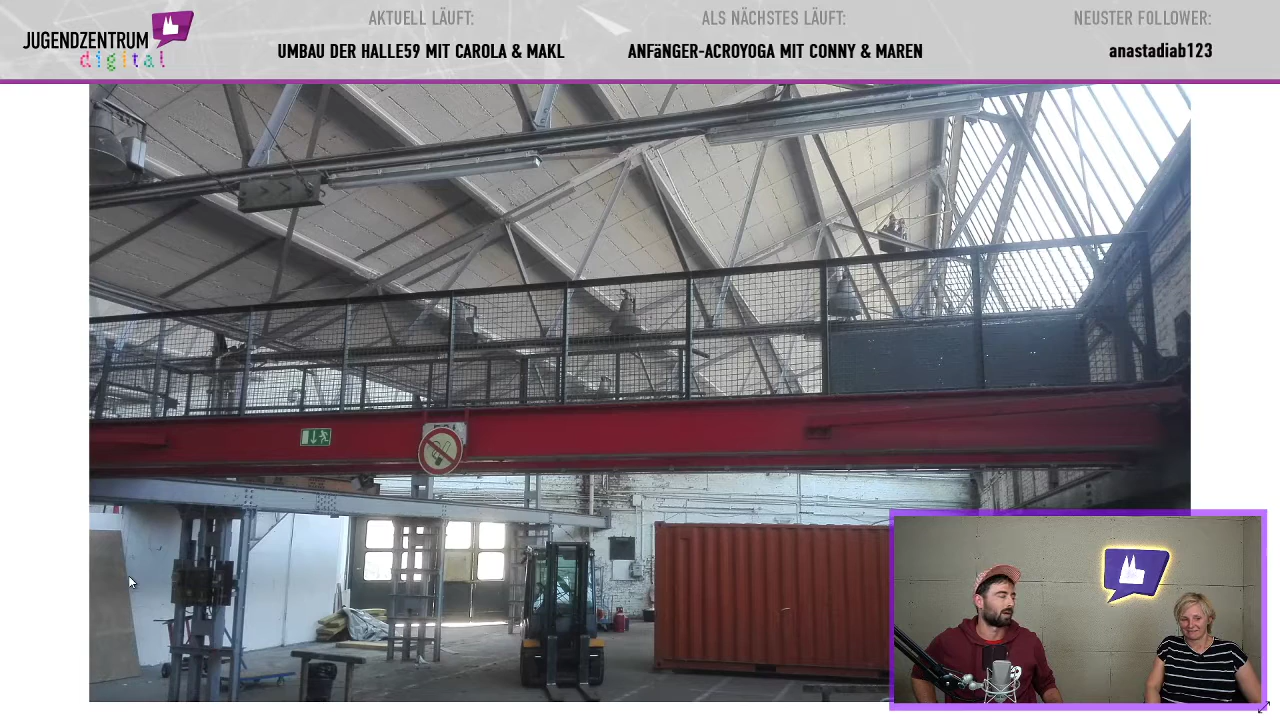 JUGENDZENTRUM
digital
AKTUELL LÄUFT:
UMBAU DER HALLE59 MIT CAROLA & MAKL
ALS NÄCHSTES LÄUFT:
ANFäNGER-ACROYOGA MIT CONNY & MAREN
NEUSTER FOLLOWER:
anastadiab123